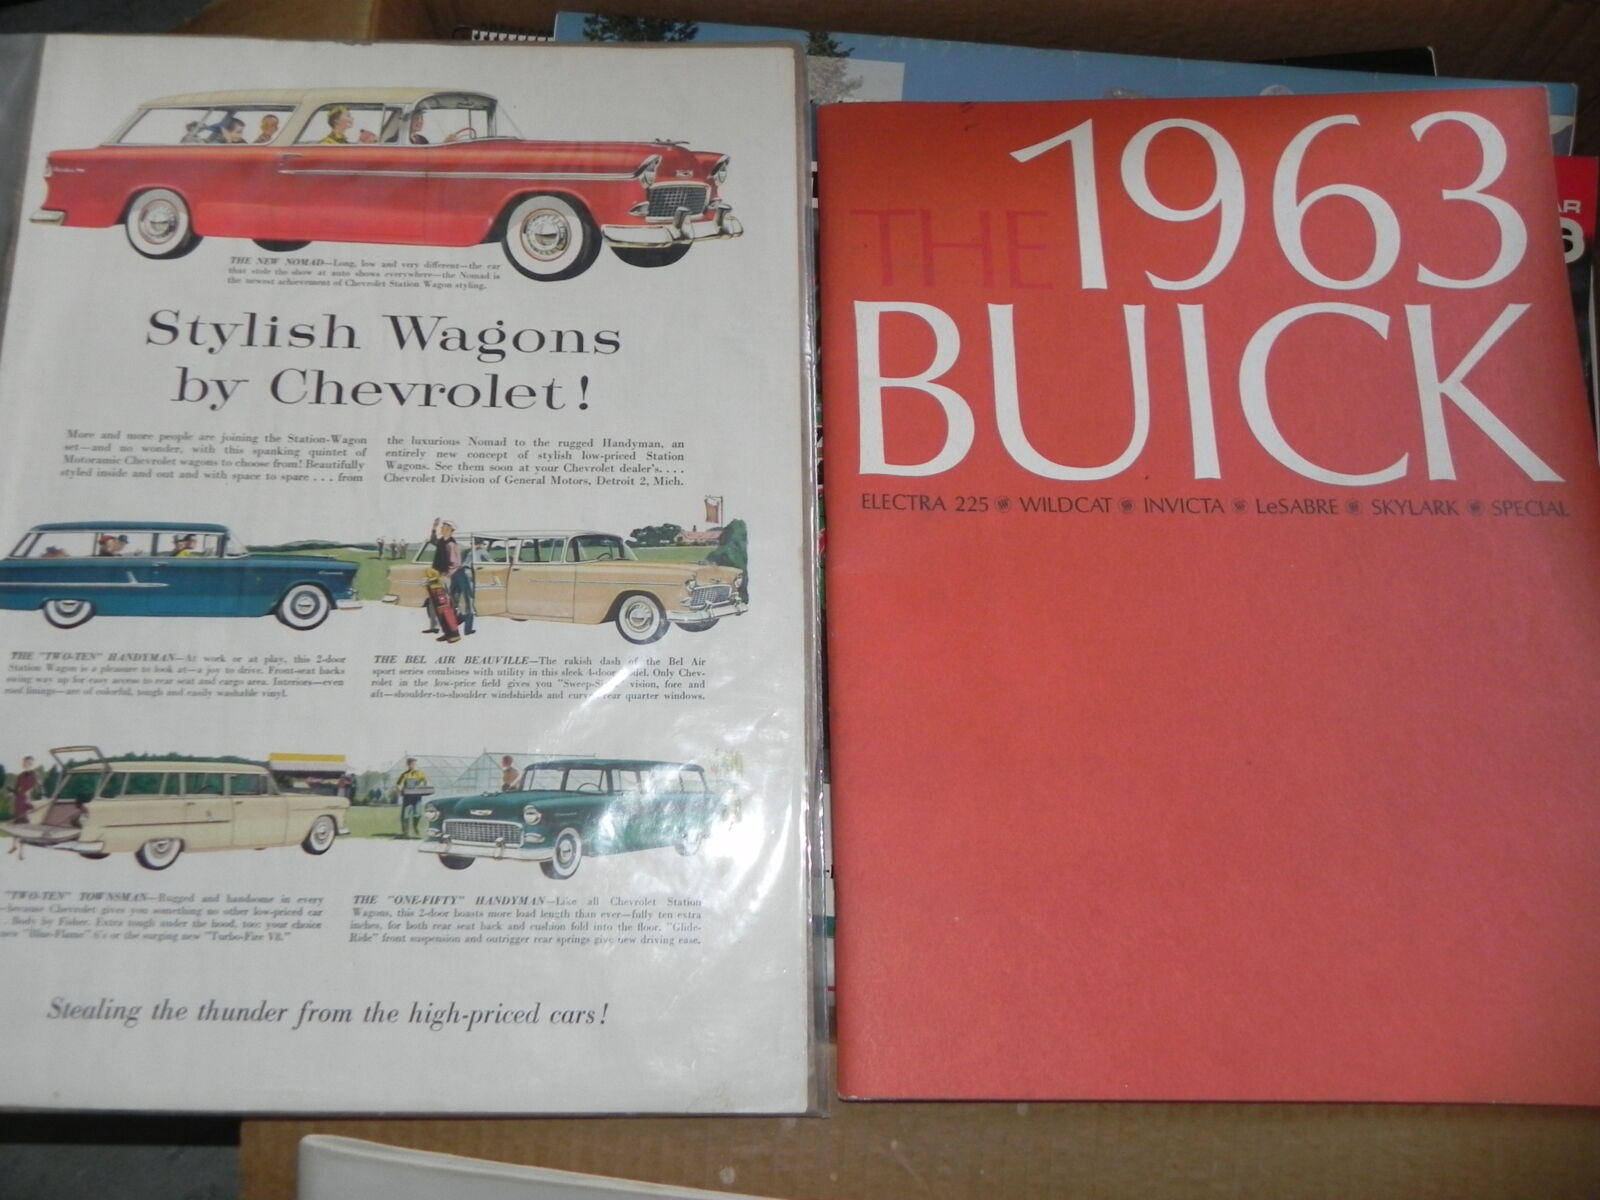 THE NEW NOMAD—Long, low and very different—the car
that stole the show at auto shows everywhere—the Nomad is
the newest achievement of Chevrolet Station Wagon styling.
Stylish Wagons
by Chevrolet!
More and more people are joining the Station-Wagon
set—and no wonder, with this spanking quintet of
Motoramic Chevrolet wagons to choose from! Beautifully
styled inside and out and with space to spare . . . from
the luxurious Nomad to the rugged Handyman, an
entirely new concept of stylish low-priced Station
Wagons. See them soon at your Chevrolet dealer's. . . .
Chevrolet Division of General Motors, Detroit 2, Mich.
THE "TWO-TEN" HANDYMAN—At work or at play, this 2-door
Station Wagon is a pleasure to look at—a joy to drive. Front-seat backs
swing way up for easy access to rear seat and cargo area. Interiors—even
roof linings—are of colorful, tough and easily washable vinyl.
THE BEL AIR BEAUVILLE—The rakish dash of the Bel Air
sport series combines with utility in this sleek 4-door
Only Chev-
rolet in the low-price field gives you vision, fore and
aft—shoulder-to-shoulder windshields and rear quarter windows.
"TWO-TEN" TOWNSMAN—Rugged and handsome in every
—because Chevrolet gives you something no other low-priced car
. Body by Fisher. Extra tough under the hood, too: your choice
new "Blue-Flame" 6's or the surging new "Turbo-Fire V8."
THE "ONE-FIFTY" HANDYMAN—Like all Chevrolet Station
Wagons, this 2-door boasts more load length than ever—fully ten extra
inches, for both rear seat back and cushion fold into the floor. "Glide-
Ride" front suspension and outrigger rear springs give new driving ease.
Stealing the thunder from the high-priced cars!
THE 1963
BUICK
ELECTRA 225 WILDCAT INVICTA LeSABRE SKYLARK SPECIAL